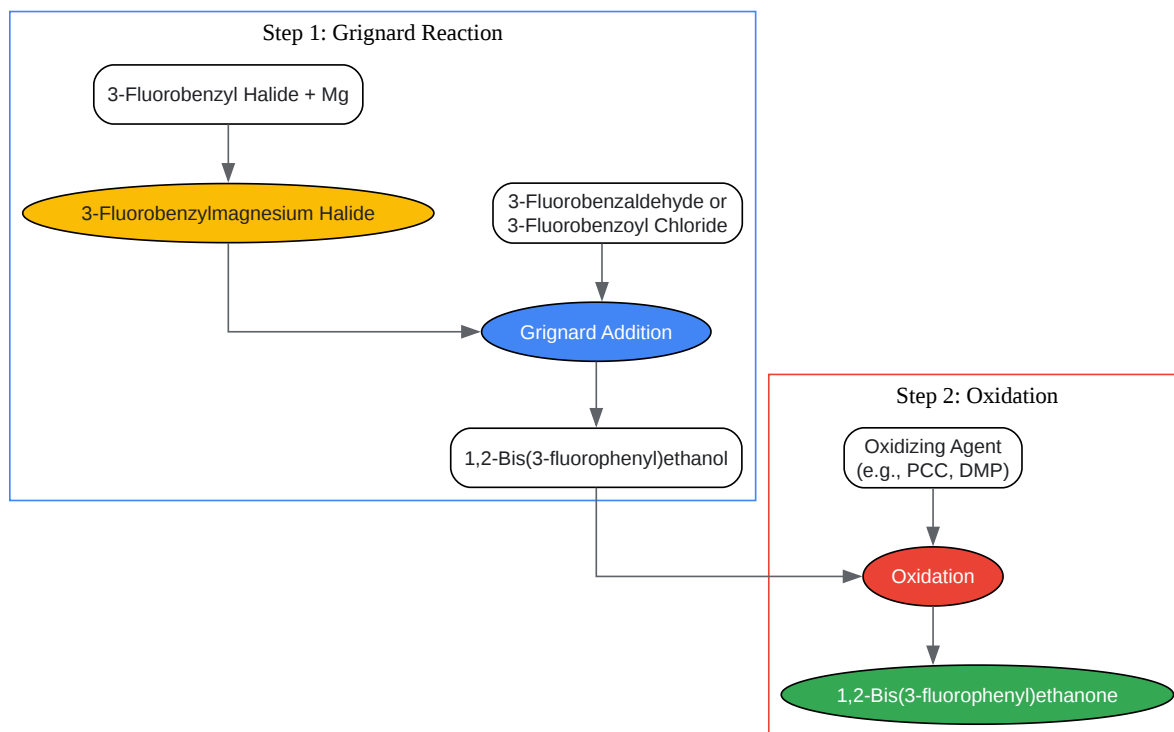 Step 1: Grignard Reaction
3-Fluorobenzyl Halide + Mg
3-Fluorobenzylmagnesium Halide
3-Fluorobenzaldehyde or
3-Fluorobenzoyl Chloride
Grignard Addition
1,2-Bis(3-fluorophenyl)ethanol
Step 2: Oxidation
Oxidizing Agent
(e.g., PCC, DMP)
Oxidation
1,2-Bis(3-fluorophenyl)ethanone